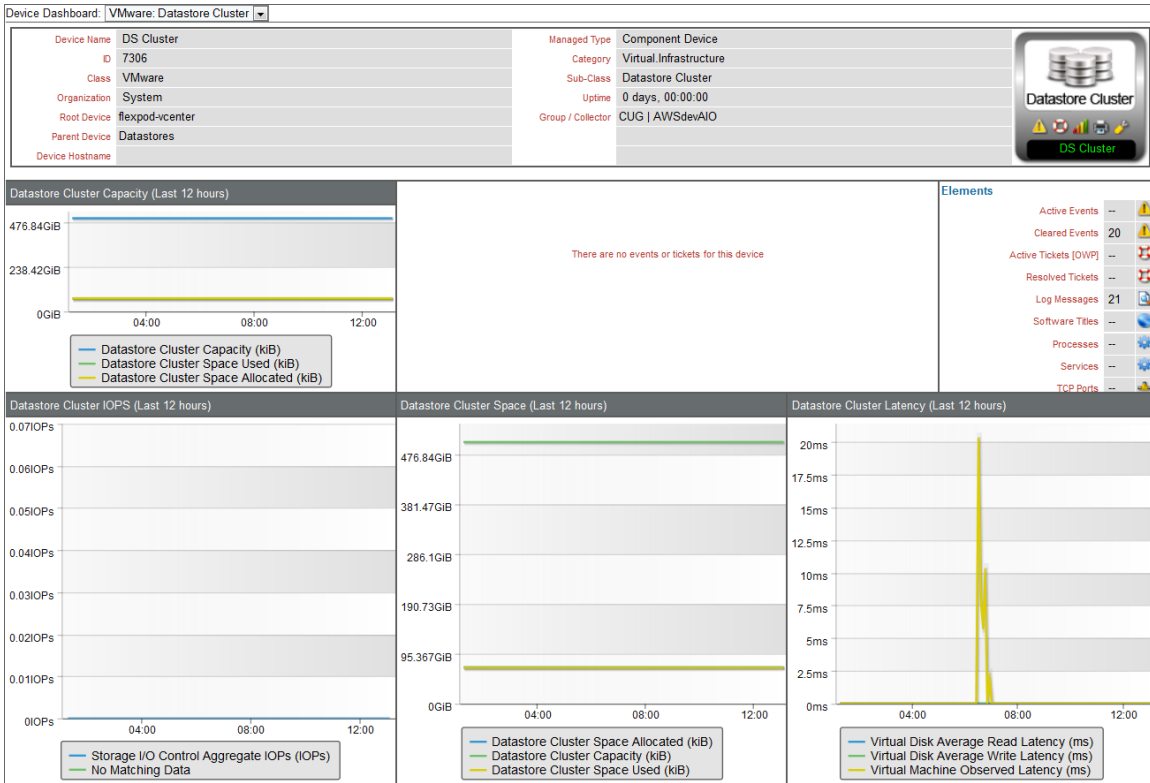 Device Dashboard: VMware: Datastore Cluster
Device Name DS Cluster
ID 7306
Class VMware
Organization System
Root Device flexpod-vcenter
Parent Device Datastores
Device Hostname
Managed Type Component Device
Category Virtual.Infrastructure
Sub-Class Datastore Cluster
Uptime 0 days, 00:00:00
Group / Collector CUG | AWSdevAIO
Datastore Cluster
DS Cluster
Datastore Cluster Capacity (Last 12 hours)
476.84GiB
238.42GiB
0GiB
04:00 08:00 12:00
Datastore Cluster Capacity (kiB)
Datastore Cluster Space Used (kiB)
Datastore Cluster Space Allocated (kiB)
There are no events or tickets for this device
Elements
Active Events --
Cleared Events 20
Active Tickets [OWP] --
Resolved Tickets --
Log Messages 21
Software Titles --
Processes --
Services --
TCP Ports --
Datastore Cluster IOPS (Last 12 hours)
0.07IOPs
0.06IOPs
0.05IOPs
0.04IOPs
0.03IOPs
0.02IOPs
0.01IOPs
0IOPs
04:00 08:00 12:00
Storage I/O Control Aggregate IOPs (IOPs)
No Matching Data
Datastore Cluster Space (Last 12 hours)
476.84GiB
381.47GiB
286.1GiB
190.73GiB
95.367GiB
0GiB
04:00 08:00 12:00
Datastore Cluster Space Allocated (kiB)
Datastore Cluster Capacity (kiB)
Datastore Cluster Space Used (kiB)
Datastore Cluster Latency (Last 12 hours)
20ms
17.5ms
15ms
12.5ms
10ms
7.5ms
5ms
2.5ms
0ms
04:00 08:00 12:00
Virtual Disk Average Read Latency (ms)
Virtual Disk Average Write Latency (ms)
Virtual Machine Observed Latency (ms)